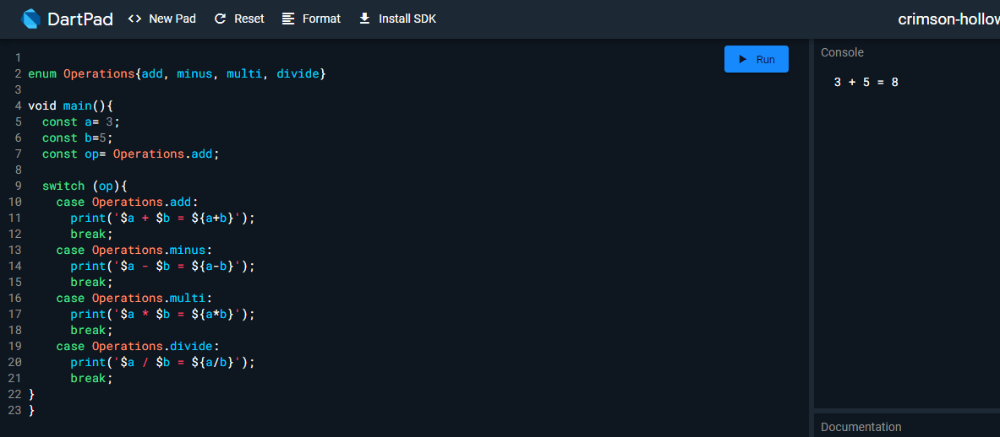 DartPad <> New Pad Reset Format Install SDK crimson-hollow
Run
Console
3 + 5 = 8
1
2 enum Operations{add, minus, multi, divide}
3
4 void main(){
5   const a= 3;
6   const b=5;
7   const op= Operations.add;
8
9   switch (op){
10     case Operations.add:
11       print('$a + $b = ${a+b}');
12       break;
13     case Operations.minus:
14       print('$a - $b = ${a-b}');
15       break;
16     case Operations.multi:
17       print('$a * $b = ${a*b}');
18       break;
19     case Operations.divide:
20       print('$a / $b = ${a/b}');
21       break;
22 }
23 }
Documentation